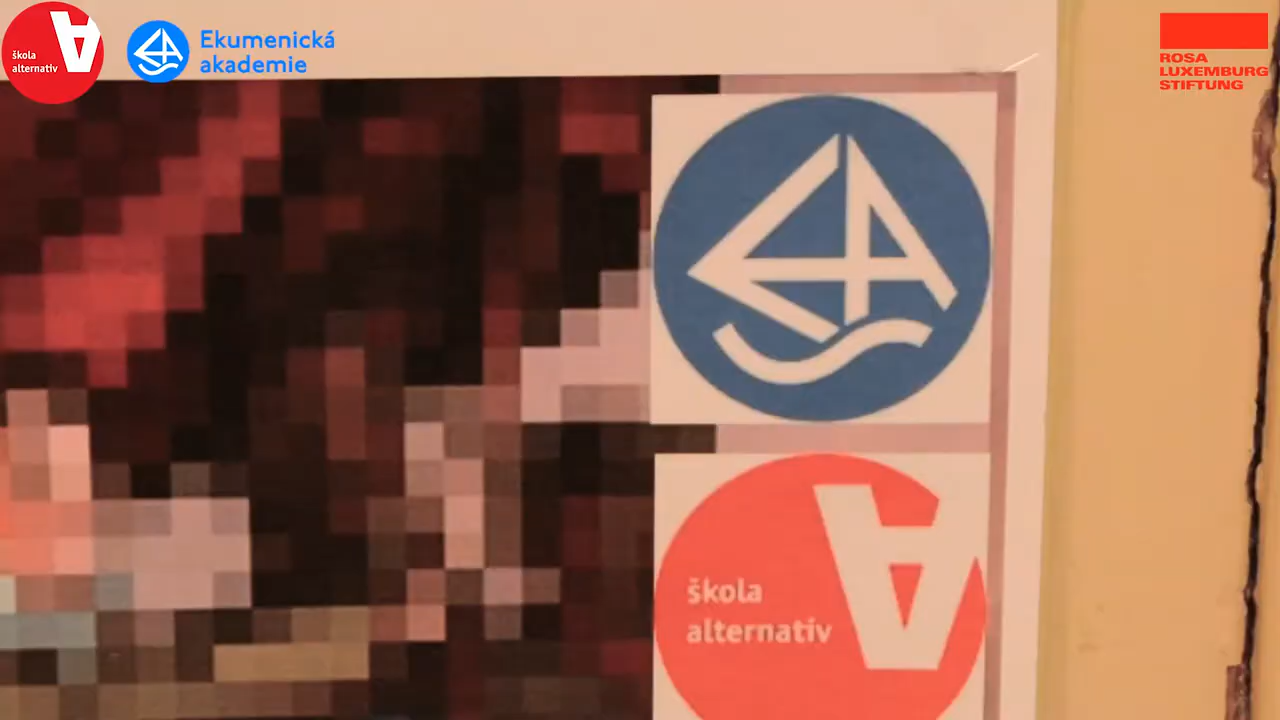 škola
alternativ
Ekumenická
akademie
ROSA
LUXEMBURG
STIFTUNG
škola
alternativ